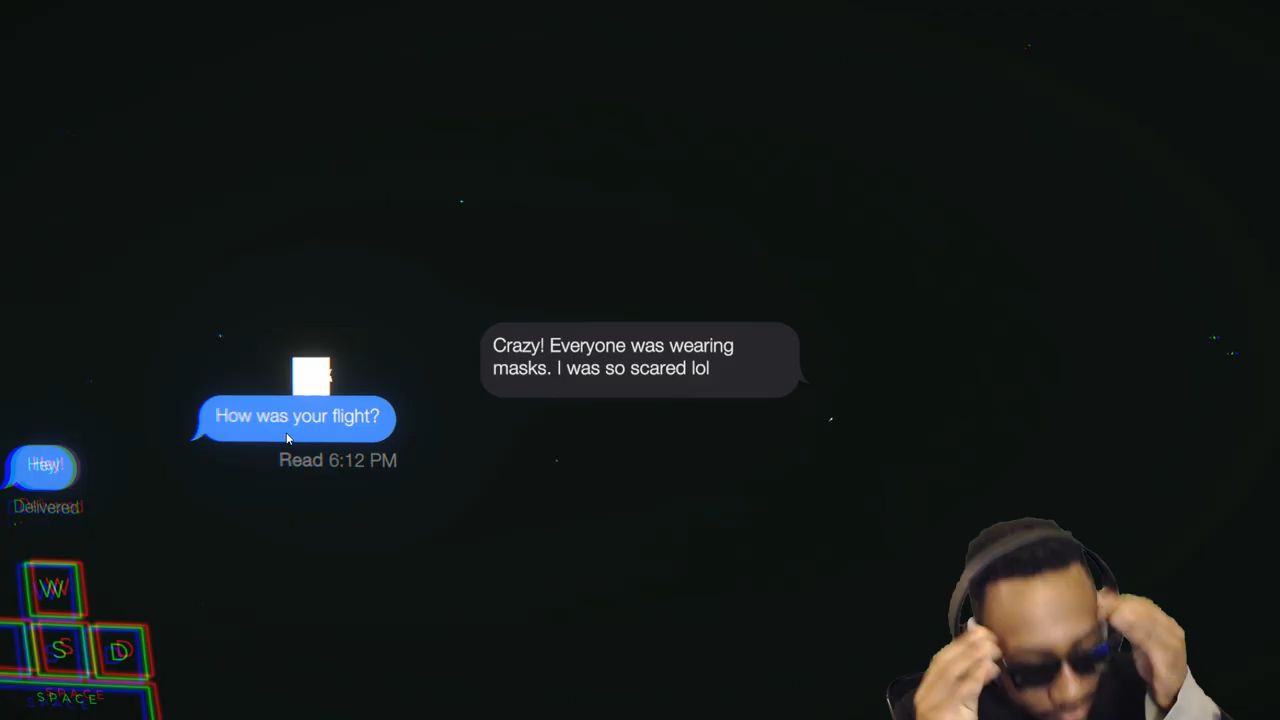 Crazy! Everyone was wearing
masks. I was so scared lol
How was your flight?
Read 6:12 PM
Hey!
Delivered
W
S D
SPACE